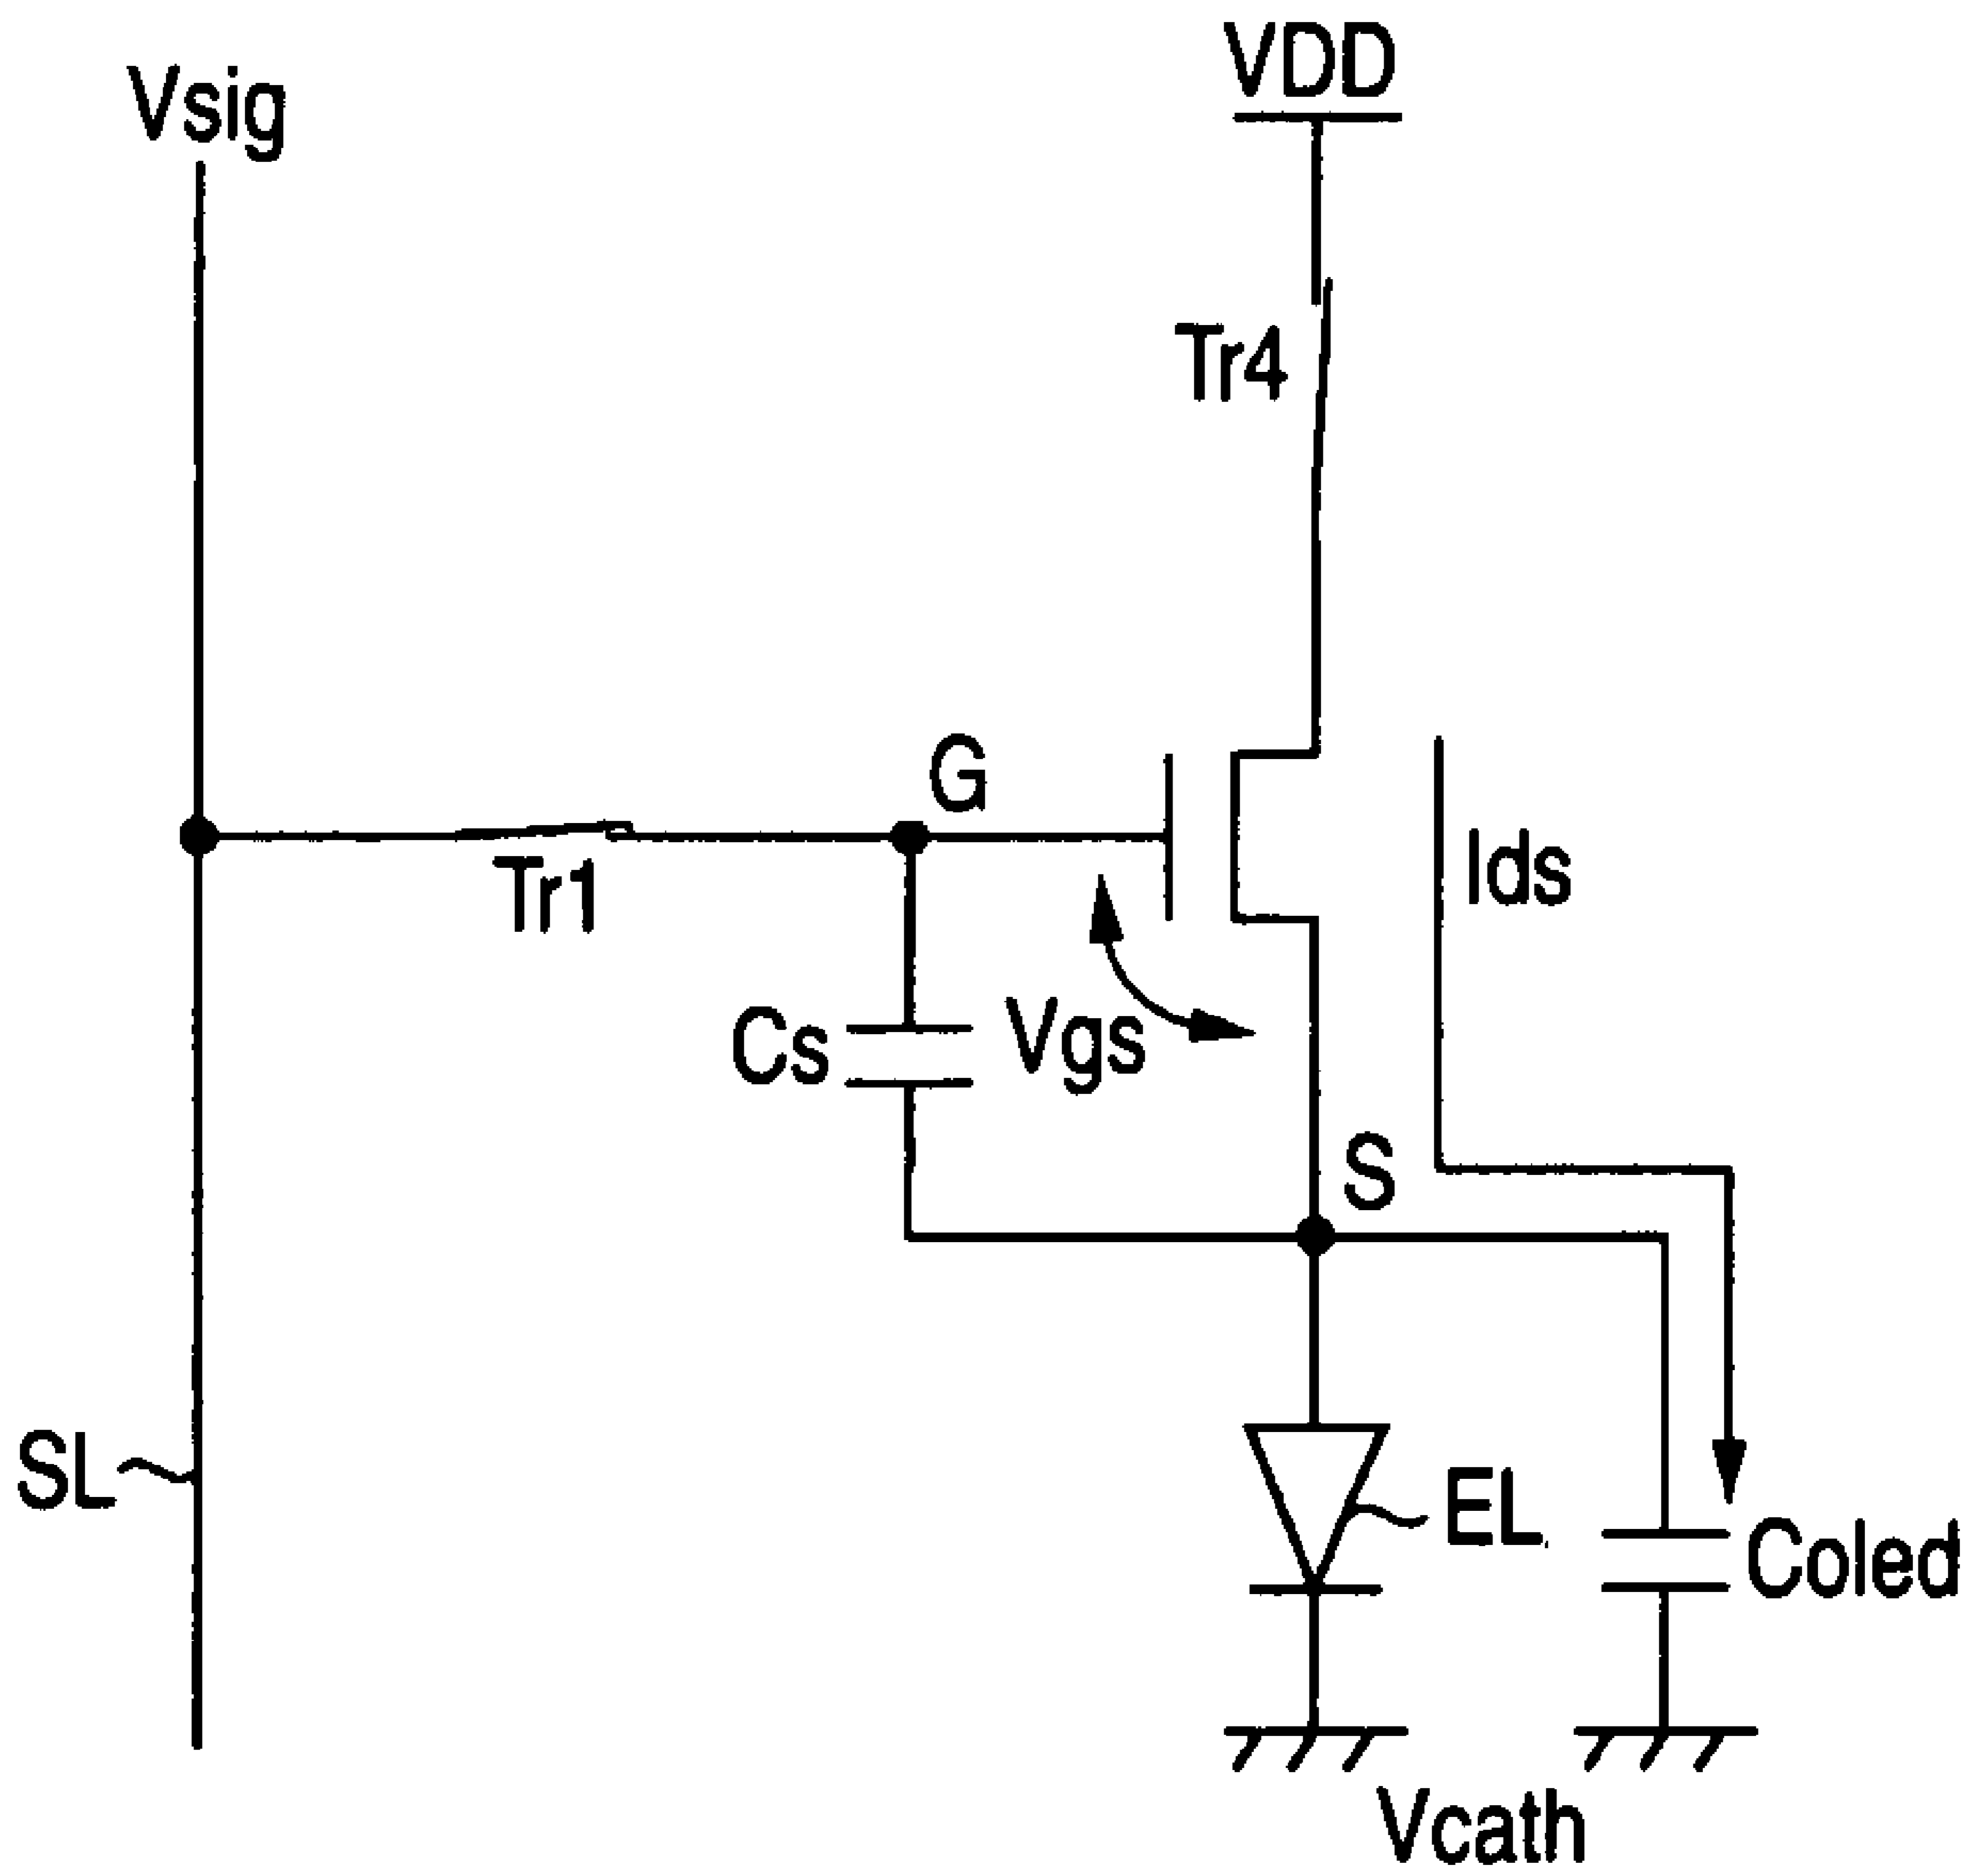 VDD
Vsig
Tr4
G
Ids
Tr1
Cs
Vgs
S
SL
EL
Coled
Vcath